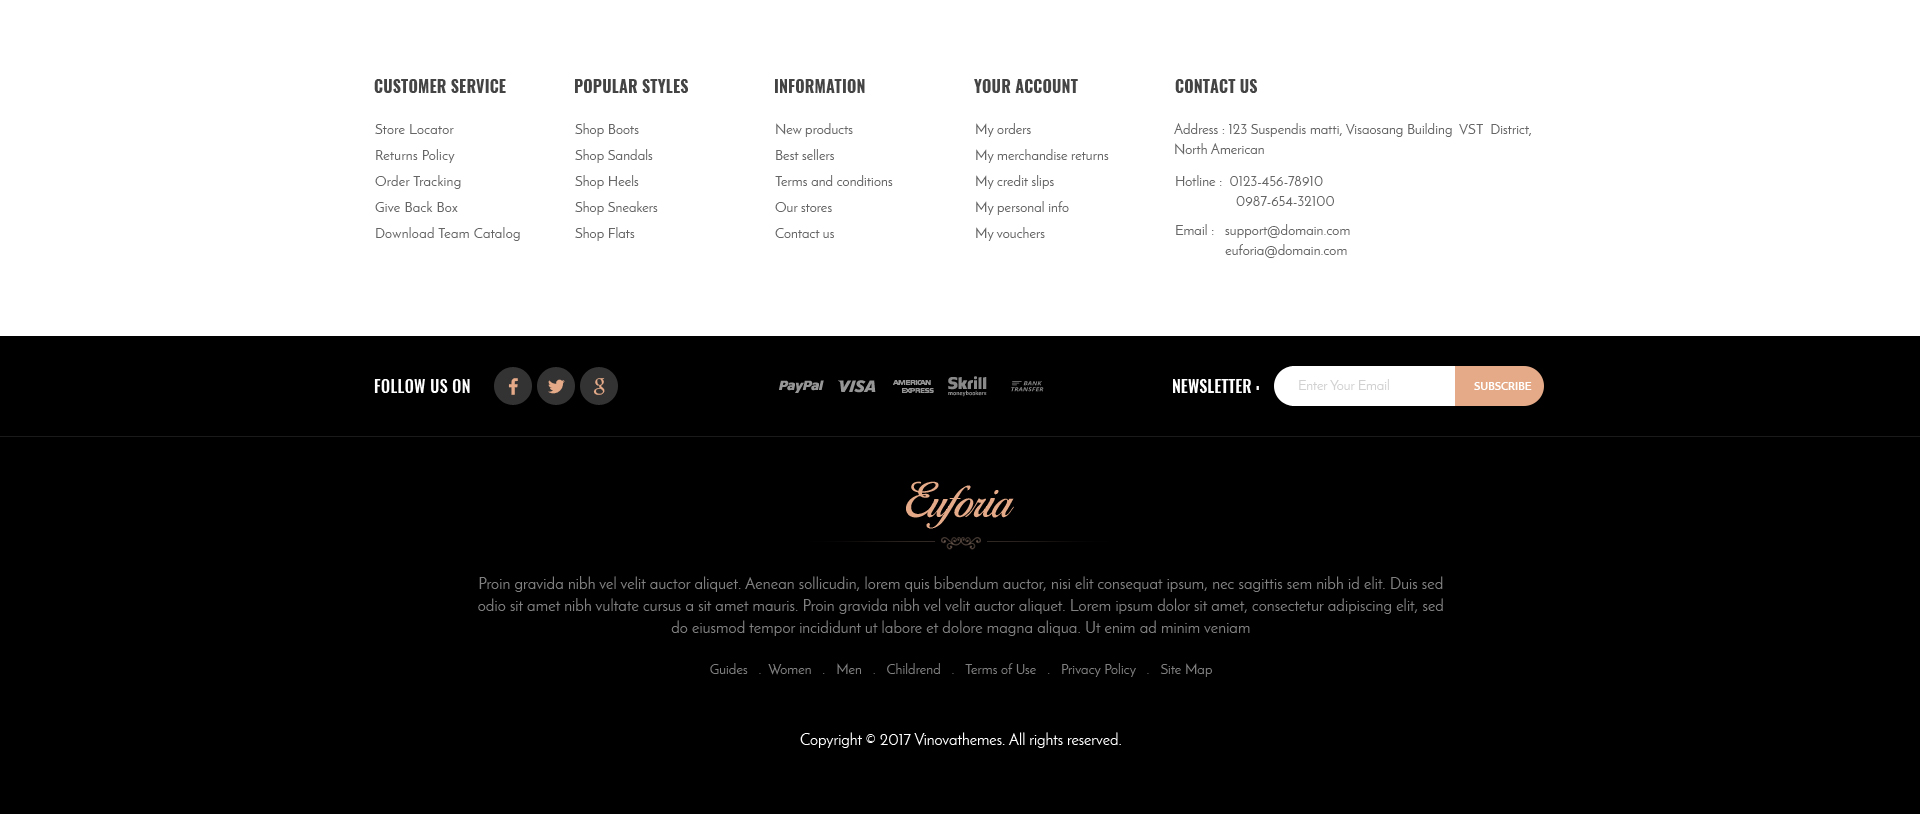 CUSTOMER SERVICE
Store Locator
Returns Policy
Order Tracking
Give Back Box
Download Team Catalog
POPULAR STYLES
Shop Boots
Shop Sandals
Shop Heels
Shop Sneakers
Shop Flats
INFORMATION
New products
Best sellers
Terms and conditions
Our stores
Contact us
YOUR ACCOUNT
My orders
My merchandise returns
My credit slips
My personal info
My vouchers
CONTACT US
Address : 123 Suspendis matti, Visaosang Building VST District,
North American
Hotline : 0123-456-78910
0987-654-32100
Email : support@domain.com
euforia@domain.com
FOLLOW US ON
PayPal
VISA
AMERICAN
EXPRESS
Skrill
moneybookers
BANK
TRANSFER
NEWSLETTER :
Enter Your Email
SUBSCRIBE
Euforia
Proin gravida nibh vel velit auctor aliquet. Aenean sollicudin, lorem quis bibendum auctor, nisi elit consequat ipsum, nec sagittis sem nibh id elit. Duis sed
odio sit amet nibh vultate cursus a sit amet mauris. Proin gravida nibh vel velit auctor aliquet. Lorem ipsum dolor sit amet, consectetur adipiscing elit, sed
do eiusmod tempor incididunt ut labore et dolore magna aliqua. Ut enim ad minim veniam
Guides . Women . Men . Childrend . Terms of Use . Privacy Policy . Site Map
Copyright © 2017 Vinovathemes. All rights reserved.